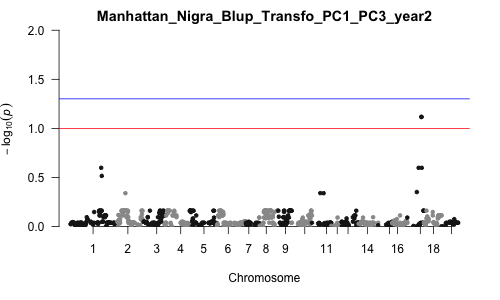 Manhattan_Nigra_Blup_Transfo_PC1_PC3_year2
2.0
1.5
1.0
0.5
0.0
− log10(p)
1 2 3 4 5 6 7 8 9 11 14 16 18
Chromosome